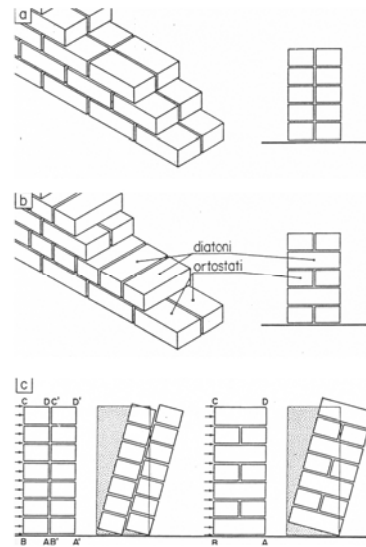 a
b
diatoni
ortostati
c
C D C' D' C D
B A B' A' B A